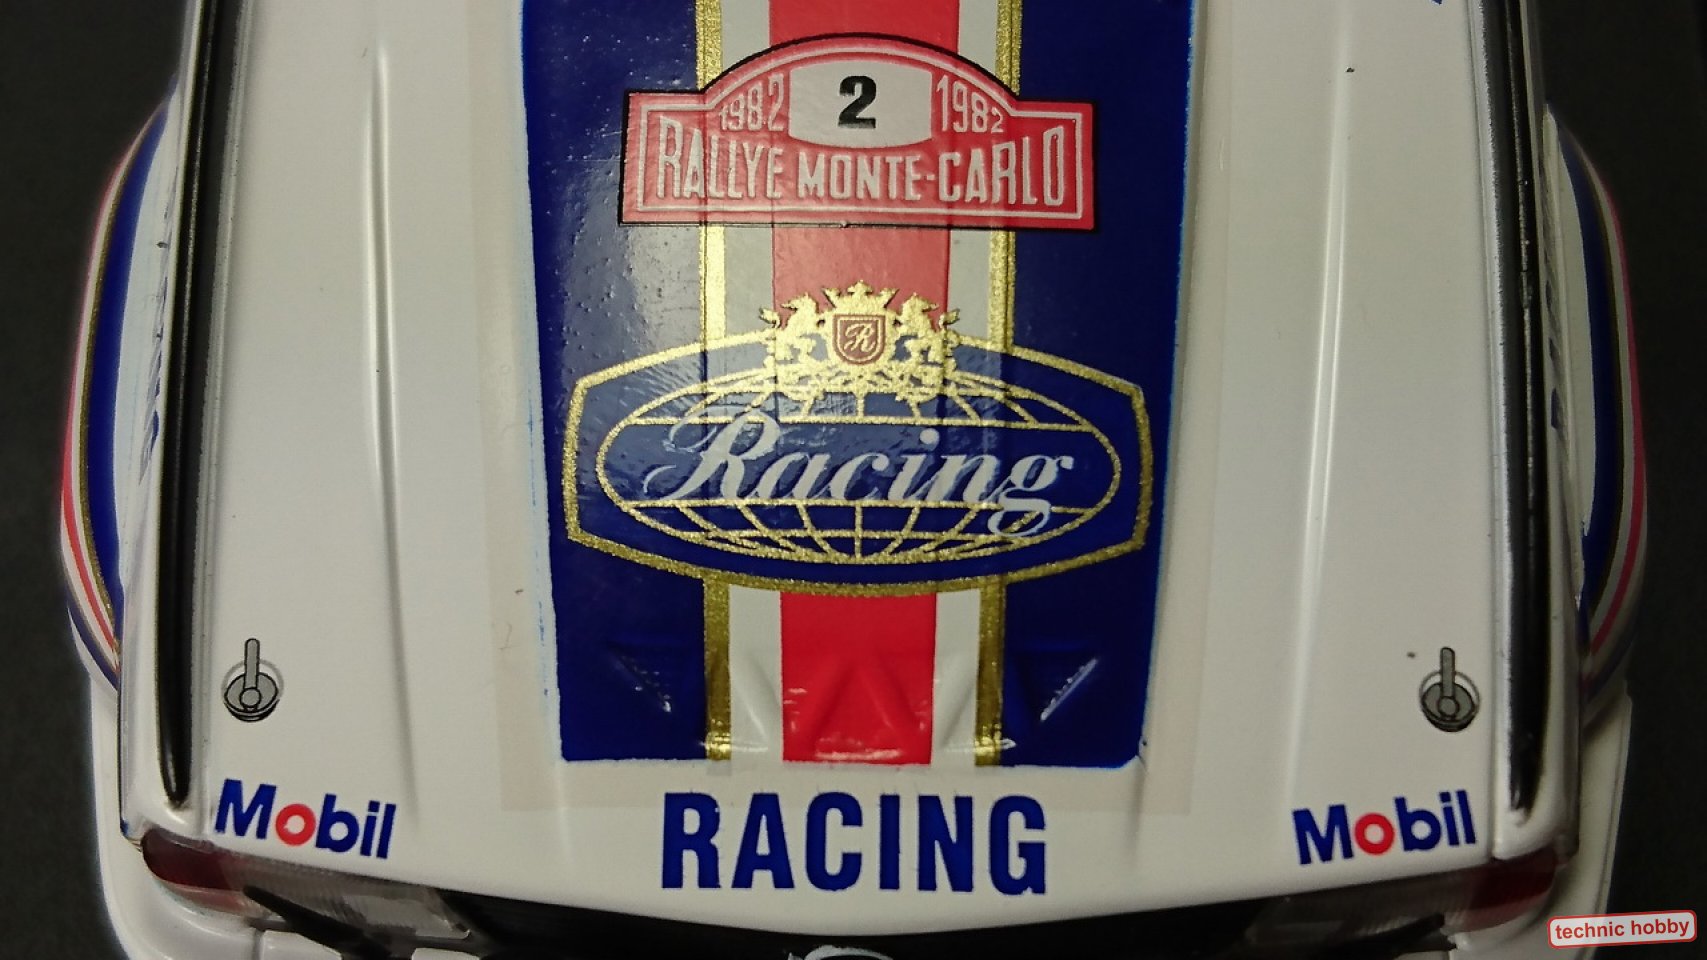 1982 2 1982
RALLYE MONTE-CARLO
R
Racing
Mobil RACING Mobil
technic hobby